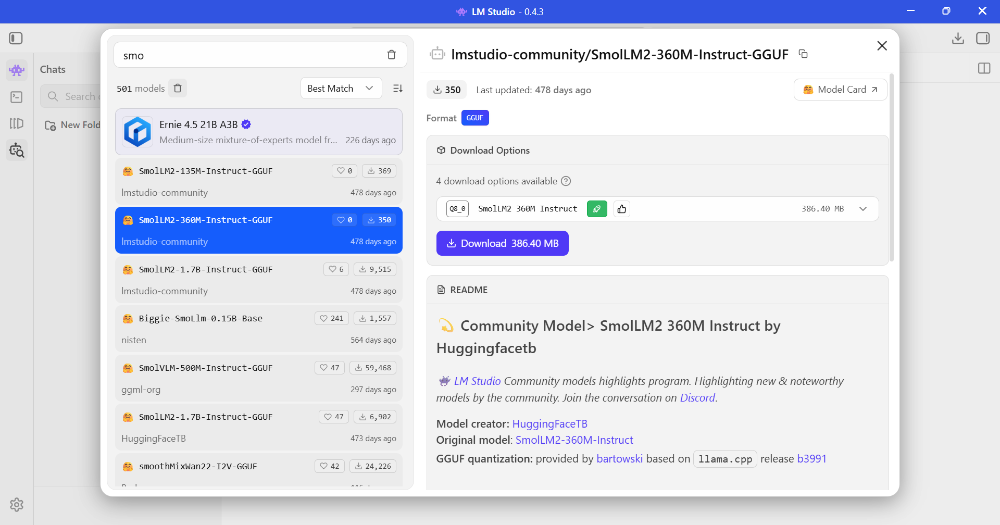 LM Studio - 0.4.3
Chats
Search
New Fold
smo
501 models
Best Match
Ernie 4.5 21B A3B
Medium-size mixture-of-experts model fr... 226 days ago
SmolLM2-135M-Instruct-GGUF 0 369
lmstudio-community 478 days ago
SmolLM2-360M-Instruct-GGUF 0 350
lmstudio-community 478 days ago
SmolLM2-1.7B-Instruct-GGUF 6 9,515
lmstudio-community 478 days ago
Biggie-SmoLlm-0.15B-Base 241 1,557
nisten 564 days ago
SmolVLM-500M-Instruct-GGUF 47 59,468
ggml-org 297 days ago
SmolLM2-1.7B-Instruct-GGUF 47 6,902
HuggingFaceTB 473 days ago
smoothMixWan22-I2V-GGUF 42 24,226
lmstudio-community/SmolLM2-360M-Instruct-GGUF
350 Last updated: 478 days ago
Model Card
Format GGUF
Download Options
4 download options available
Q8_0 SmolLM2 360M Instruct 386.40 MB
Download 386.40 MB
README
Community Model> SmolLM2 360M Instruct by
Huggingfacetb
LM Studio Community models highlights program. Highlighting new & noteworthy
models by the community. Join the conversation on Discord.
Model creator: HuggingFaceTB
Original model: SmolLM2-360M-Instruct
GGUF quantization: provided by bartowski based on llama.cpp release b3991